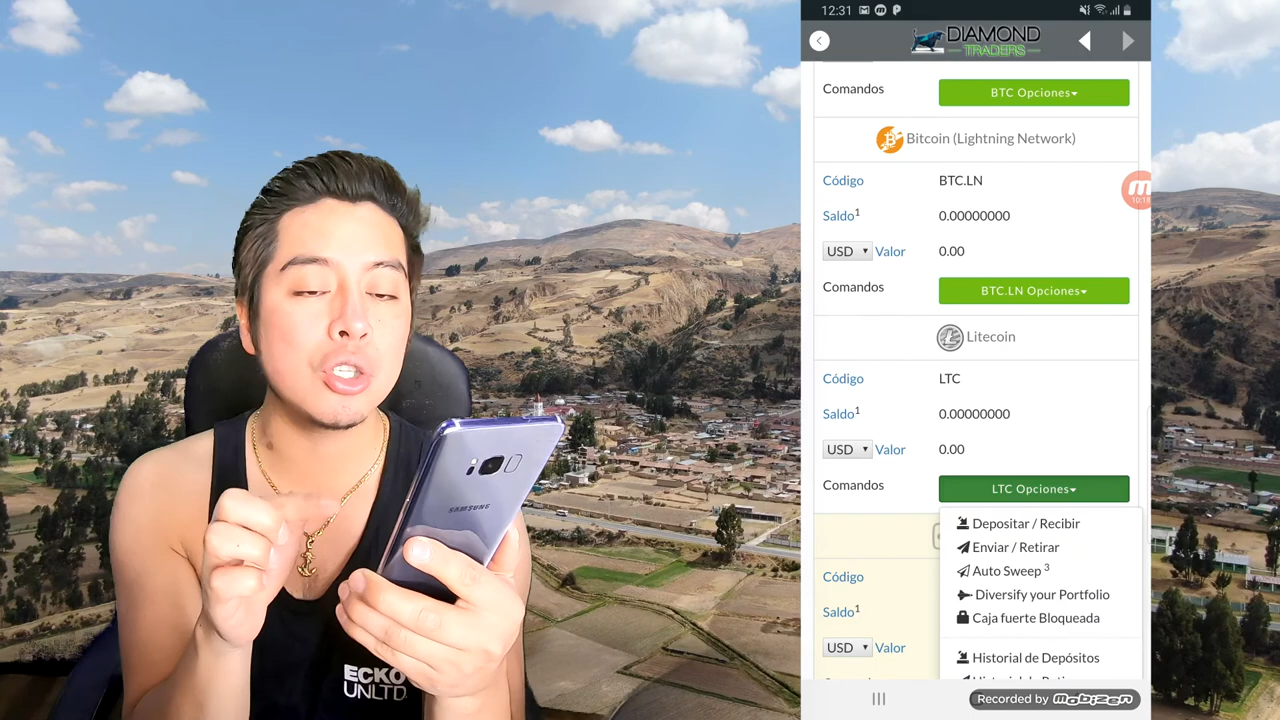 12:31
DIAMOND
TRADERS
Comandos
BTC Opciones
Bitcoin (Lightning Network)
Código BTC.LN
Saldo1 0.00000000
10:18
USD Valor 0.00
Comandos
BTC.LN Opciones
Litecoin
Código LTC
Saldo1 0.00000000
USD Valor 0.00
Comandos
LTC Opciones
Depositar / Recibir
Enviar / Retirar
Auto Sweep 3
Diversify your Portfolio
Caja fuerte Bloqueada
Código
Saldo1
USD Valor
Historial de Depósitos
Recorded by mobizen
SAMSUNG
ECKO
UNLTD.